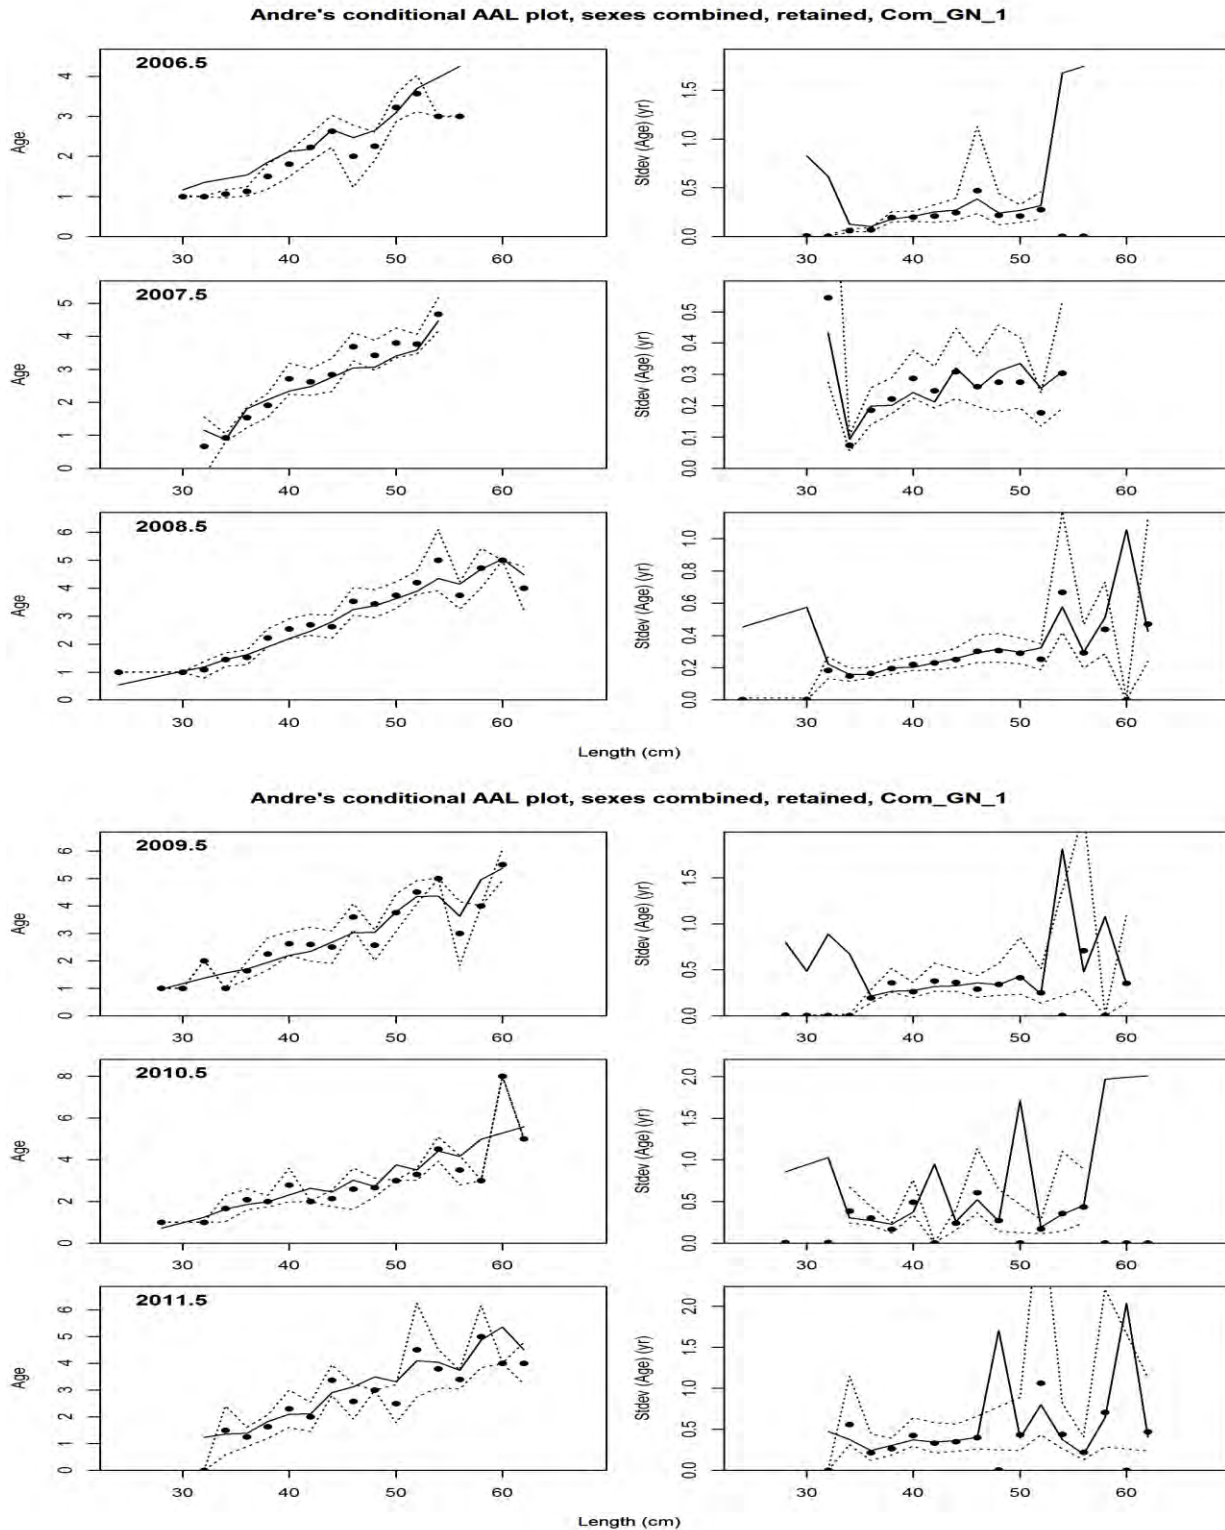 Andre's conditional AAL plot, sexes combined, retained, Com_GN_1
2006.5
Age
0 1 2 3 4
30 40 50 60
Stdev (Age) (yr)
0.0 0.5 1.0 1.5
30 40 50 60
2007.5
Age
0 1 2 3 4 5
30 40 50 60
Stdev (Age) (yr)
0.0 0.1 0.2 0.3 0.4 0.5
30 40 50 60
2008.5
Age
0 1 2 3 4 5 6
30 40 50 60
Stdev (Age) (yr)
0.0 0.2 0.4 0.6 0.8 1.0
30 40 50 60
Length (cm)
Andre's conditional AAL plot, sexes combined, retained, Com_GN_1
2009.5
Age
0 1 2 3 4 5 6
30 40 50 60
Stdev (Age) (yr)
0.0 0.5 1.0 1.5
30 40 50 60
2010.5
Age
0 2 4 6 8
30 40 50 60
Stdev (Age) (yr)
0.0 0.5 1.0 1.5 2.0
30 40 50 60
2011.5
Age
0 1 2 3 4 5 6
30 40 50 60
Stdev (Age) (yr)
0.0 0.5 1.0 1.5 2.0
30 40 50 60
Length (cm)